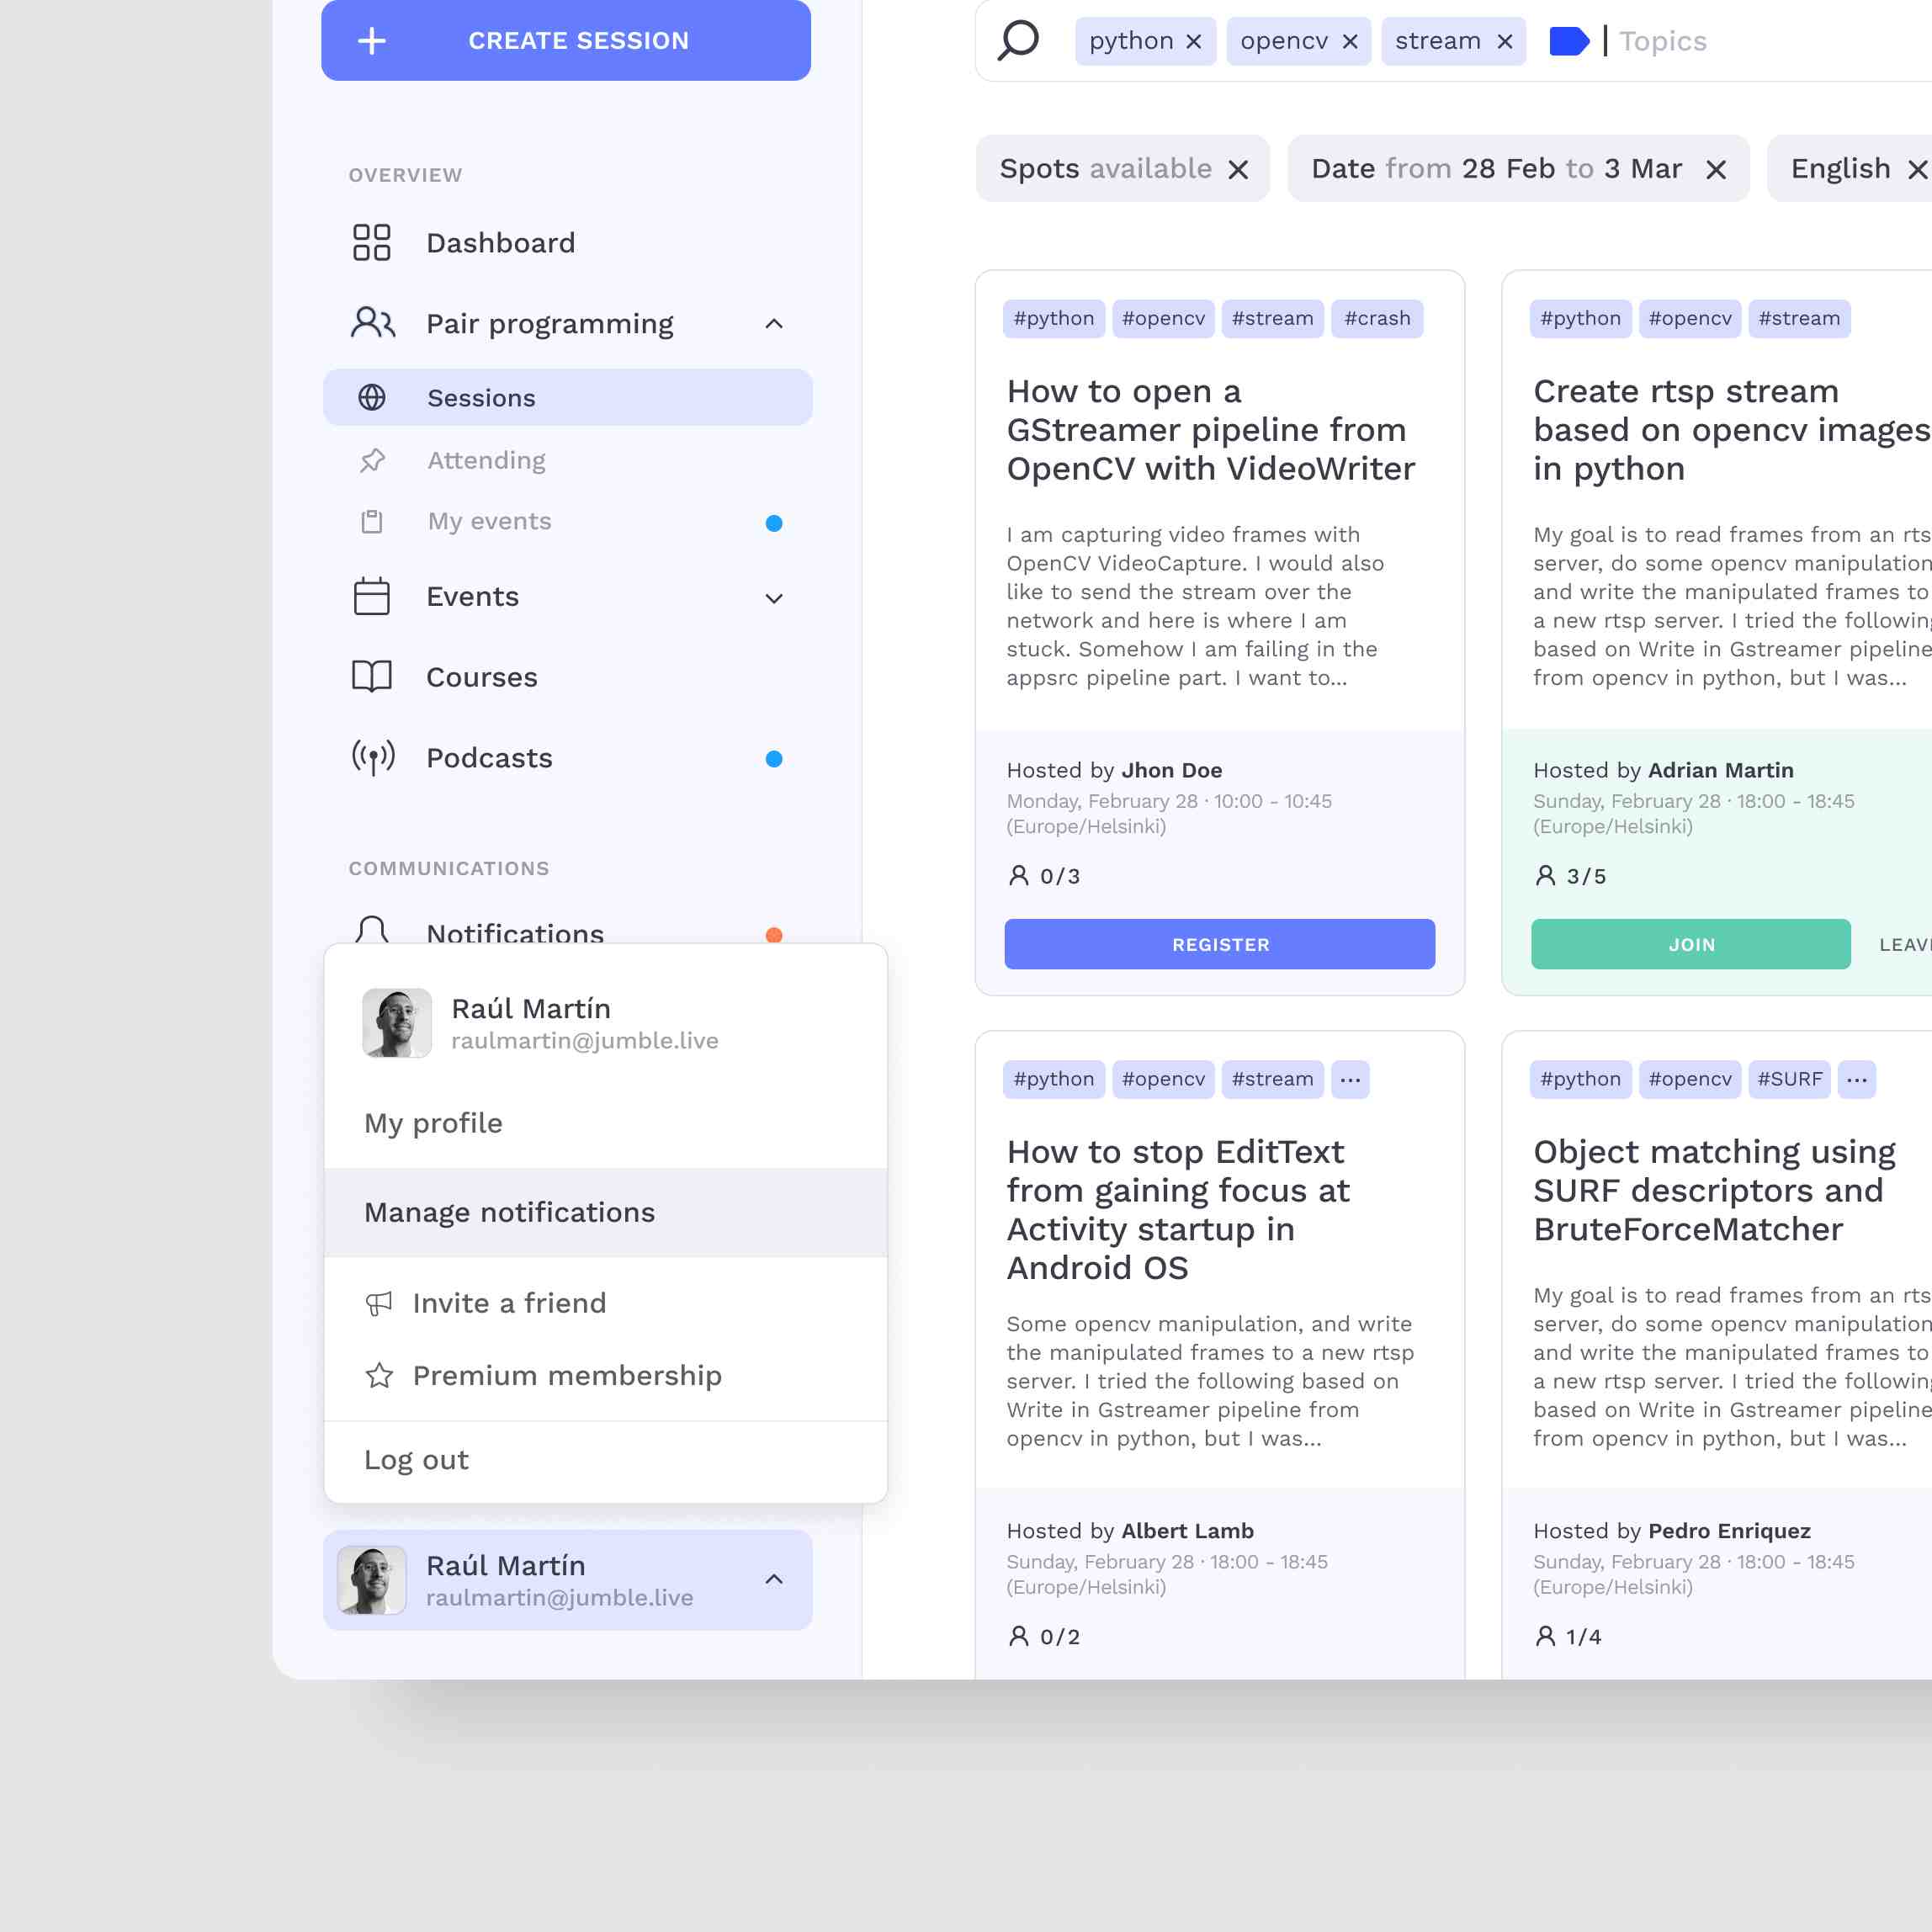 CREATE SESSION
OVERVIEW
Dashboard
Pair programming
Sessions
Attending
My events
Events
Courses
Podcasts
COMMUNICATIONS
Notifications
Raúl Martín
raulmartin@jumble.live
My profile
Manage notifications
Invite a friend
Premium membership
Log out
Raúl Martín
raulmartin@jumble.live
python opencv stream Topics
Spots available Date from 28 Feb to 3 Mar English
#python #opencv #stream #crash
How to open a
GStreamer pipeline from
OpenCV with VideoWriter
I am capturing video frames with
OpenCV VideoCapture. I would also
like to send the stream over the
network and here is where I am
stuck. Somehow I am failing in the
appsrc pipeline part. I want to...
Hosted by Jhon Doe
Monday, February 28 · 10:00 - 10:45
(Europe/Helsinki)
0/3
REGISTER
#python #opencv #stream
Create rtsp stream
based on opencv images
in python
My goal is to read frames from an rts
server, do some opencv manipulation
and write the manipulated frames to
a new rtsp server. I tried the following
based on Write in Gstreamer pipeline
from opencv in python, but I was...
Hosted by Adrian Martin
Sunday, February 28 · 18:00 - 18:45
(Europe/Helsinki)
3/5
JOIN LEAV
#python #opencv #stream ...
How to stop EditText
from gaining focus at
Activity startup in
Android OS
Some opencv manipulation, and write
the manipulated frames to a new rtsp
server. I tried the following based on
Write in Gstreamer pipeline from
opencv in python, but I was...
Hosted by Albert Lamb
Sunday, February 28 · 18:00 - 18:45
(Europe/Helsinki)
0/2
#python #opencv #SURF ...
Object matching using
SURF descriptors and
BruteForceMatcher
My goal is to read frames from an rts
server, do some opencv manipulation
and write the manipulated frames to
a new rtsp server. I tried the following
based on Write in Gstreamer pipeline
from opencv in python, but I was...
Hosted by Pedro Enriquez
Sunday, February 28 · 18:00 - 18:45
(Europe/Helsinki)
1/4